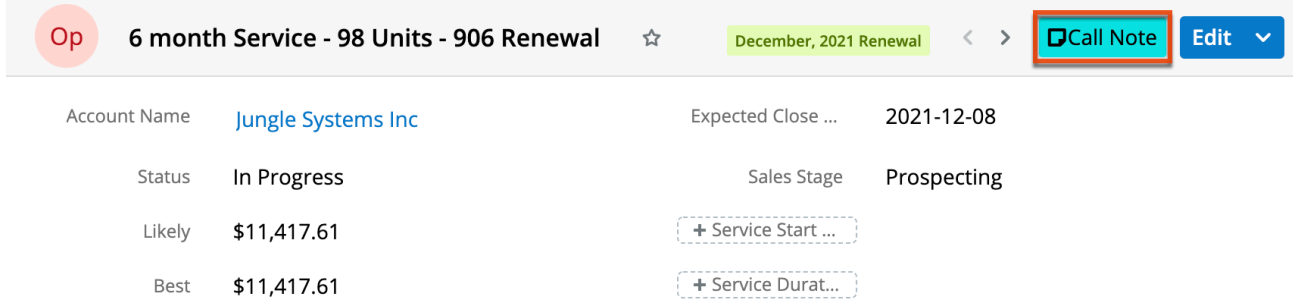 Op 6 month Service - 98 Units - 906 Renewal December, 2021 Renewal Call Note Edit
Account Name Jungle Systems Inc Expected Close ... 2021-12-08
Status In Progress Sales Stage Prospecting
Likely $11,417.61 + Service Start ...
Best $11,417.61 + Service Durat...